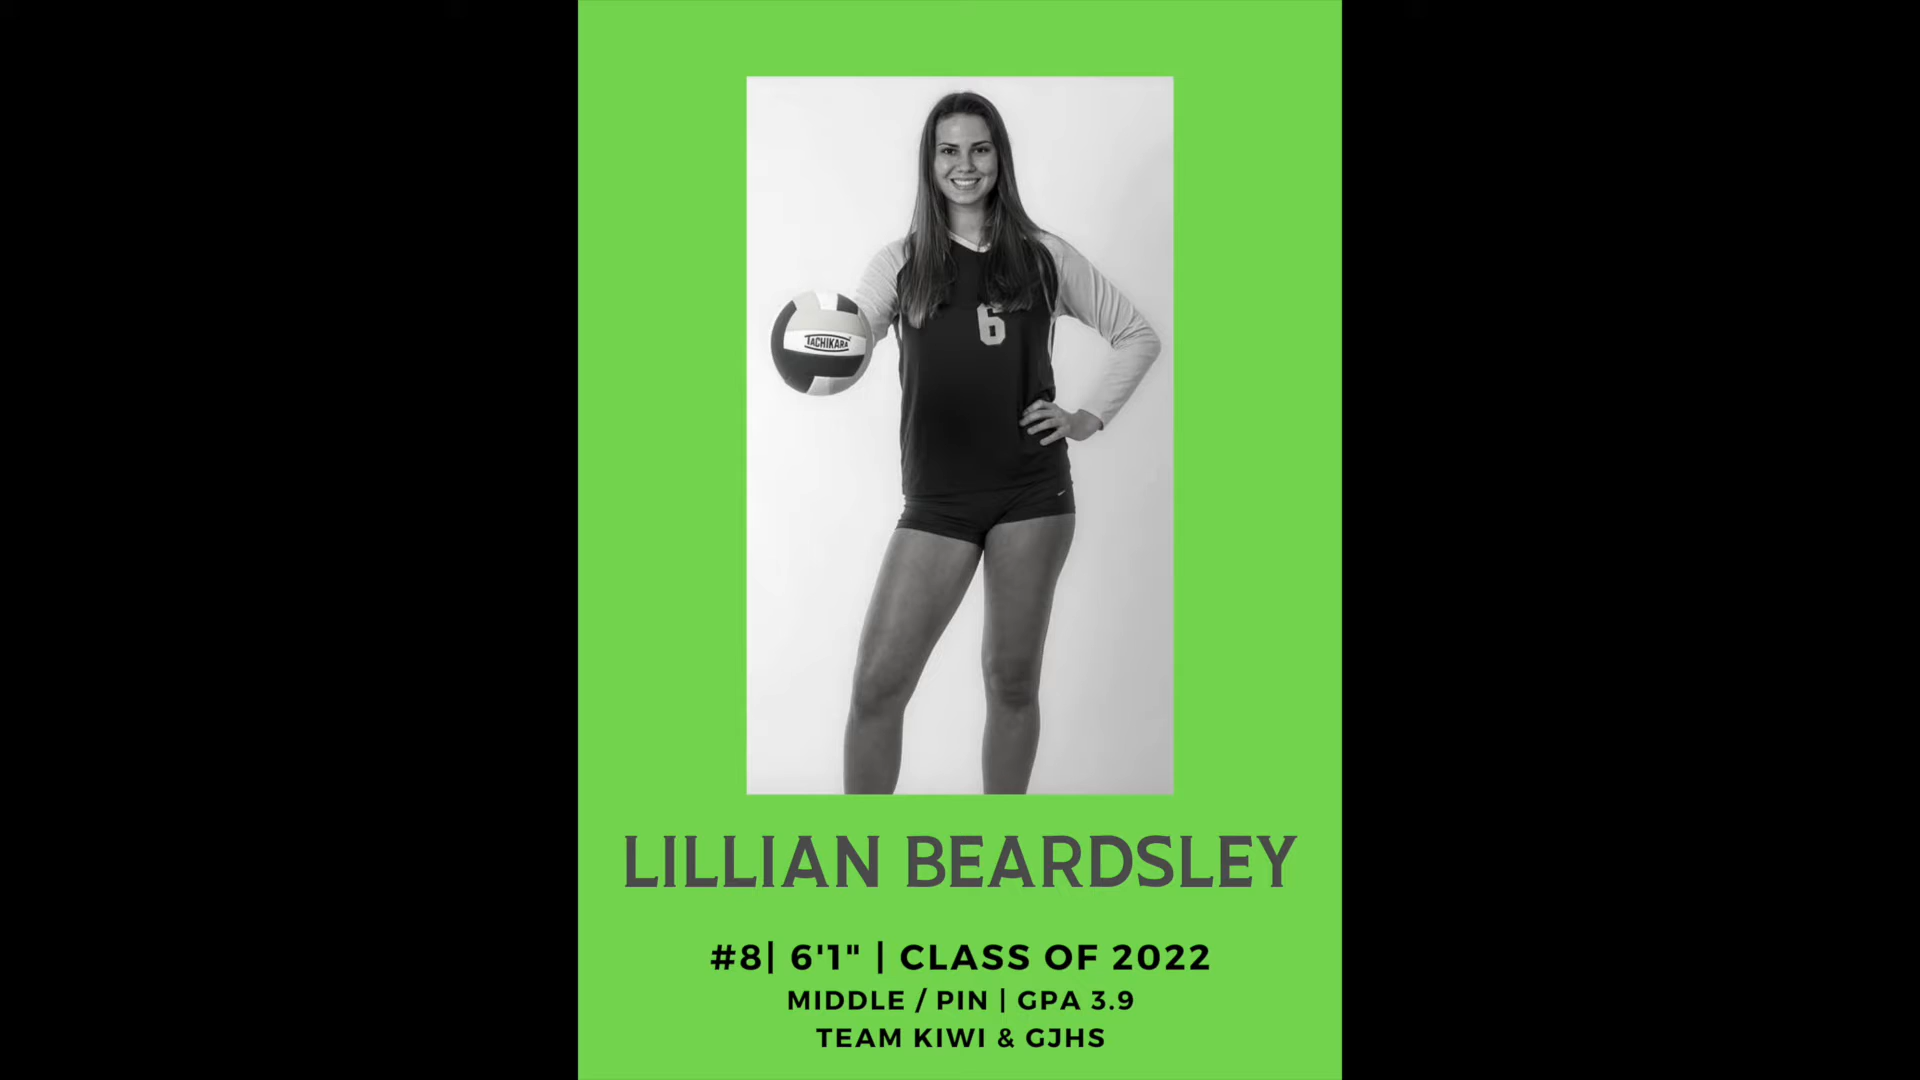 TACHIKARA
6
LILLIAN BEARDSLEY
#8| 6'1" | CLASS OF 2022
MIDDLE / PIN | GPA 3.9
TEAM KIWI & GJHS